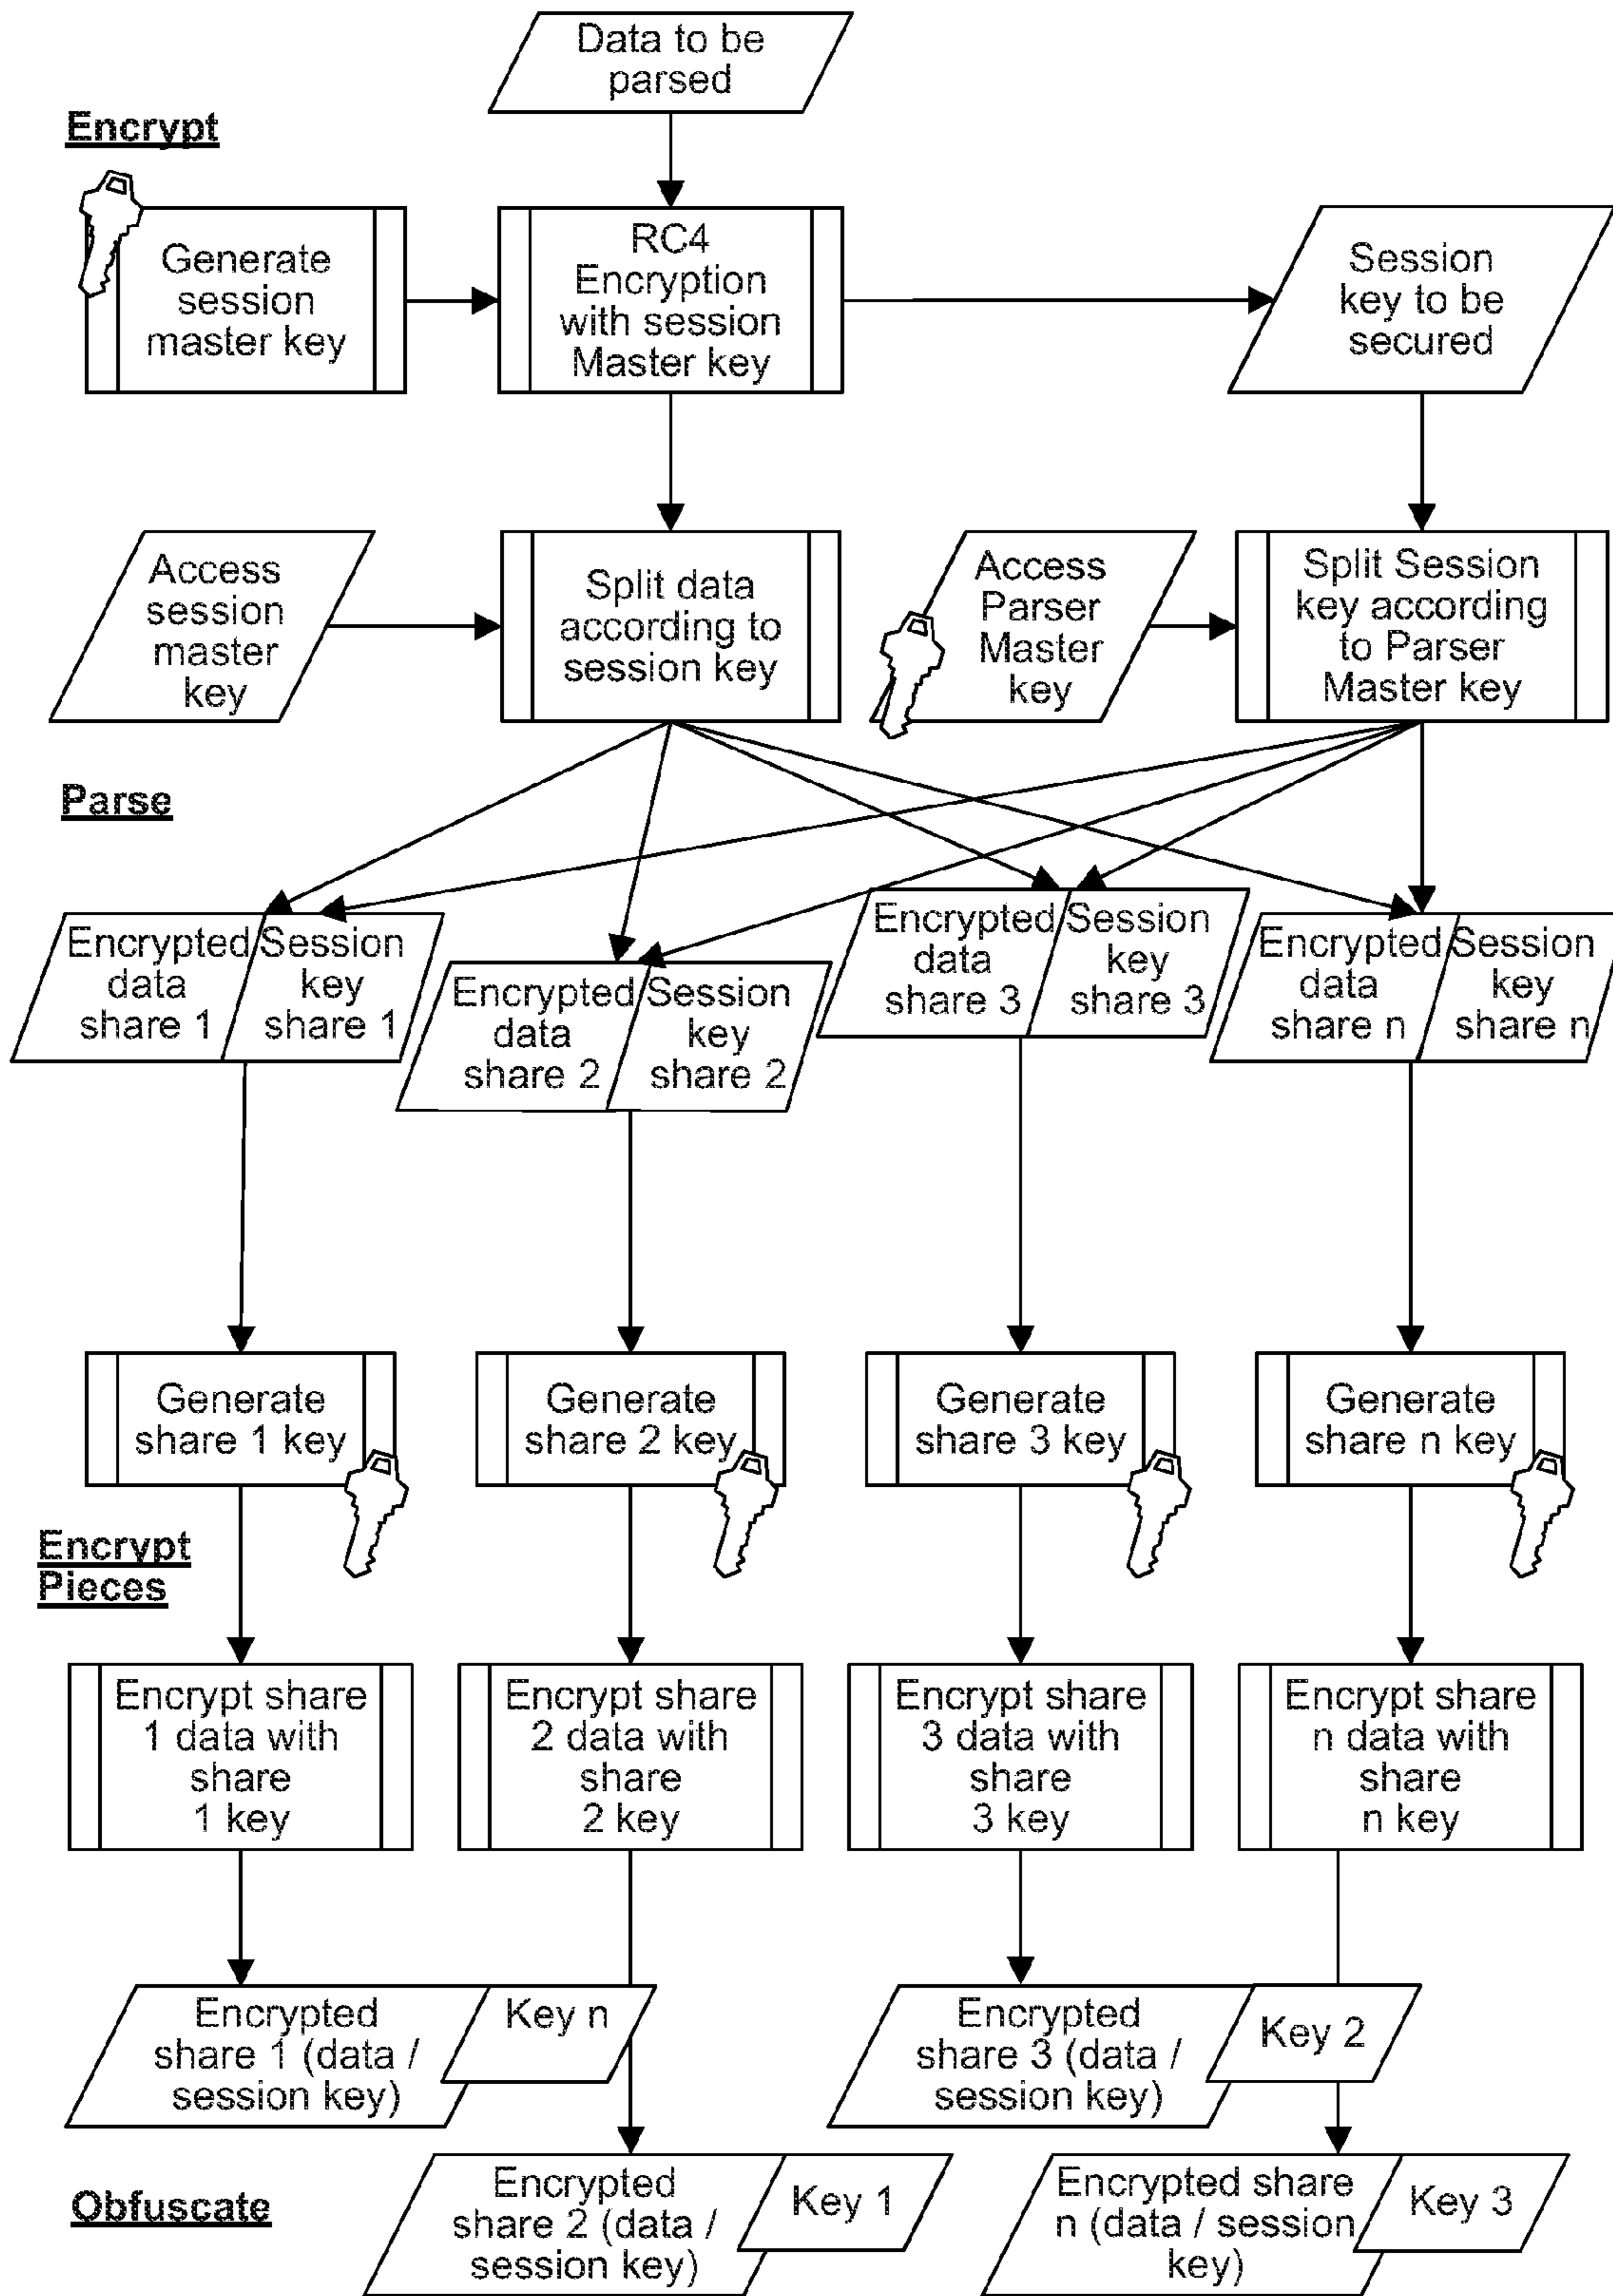 Data to be
parsed
Encrypt
Generate
session
master key
RC4
Encryption
with session
Master key
Session
key to be
secured
Access
session
master
key
Split data
according to
session key
Access
Parser
Master
key
Split Session
key according
to Parser
Master key
Parse
Encrypted
data
share 1
Session
key
share 1
Encrypted
data
share 2
Session
key
share 2
Encrypted
data
share 3
Session
key
share 3
Encrypted
data
share n
Session
key
share n
Generate
share 1 key
Generate
share 2 key
Generate
share 3 key
Generate
share n key
Encrypt
Pieces
Encrypt share
1 data with
share
1 key
Encrypt share
2 data with
share
2 key
Encrypt share
3 data with
share
3 key
Encrypt share
n data with
share
n key
Encrypted
share 1 (data /
session key)
Key n
Encrypted
share 3 (data /
session key)
Key 2
Obfuscate
Encrypted
share 2 (data /
session key)
Key 1
Encrypted share
n (data / session
key)
Key 3